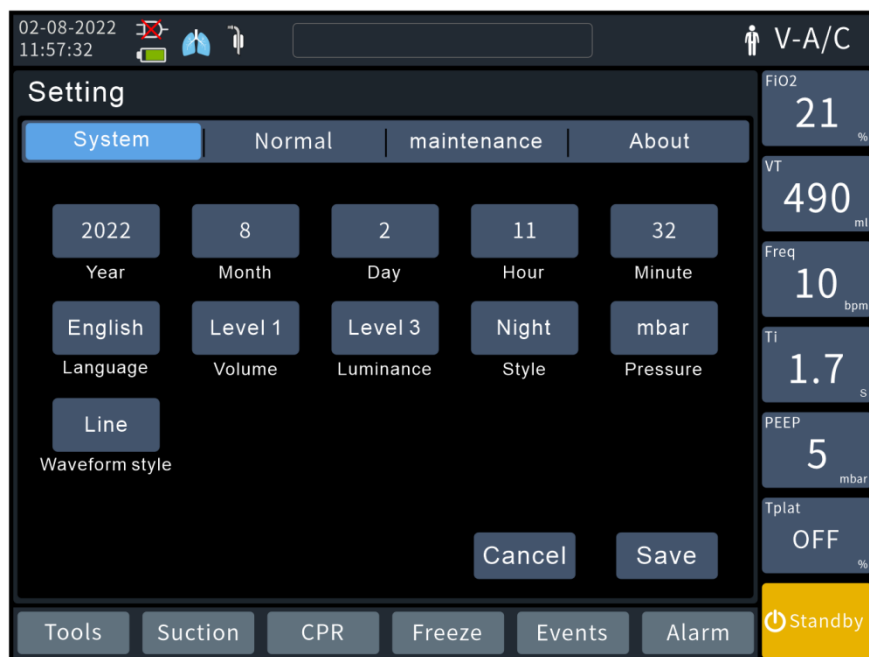 02-08-2022
11:57:32
V-A/C
Setting
System Normal maintenance About
2022 8 2 11 32
Year Month Day Hour Minute
English Level 1 Level 3 Night mbar
Language Volume Luminance Style Pressure
Line
Waveform style
Cancel Save
FiO2
21
%
VT
490
ml
Freq
10
bpm
Ti
1.7
S
PEEP
5
mbar
Tplat
OFF
%
Standby
Tools Suction CPR Freeze Events Alarm